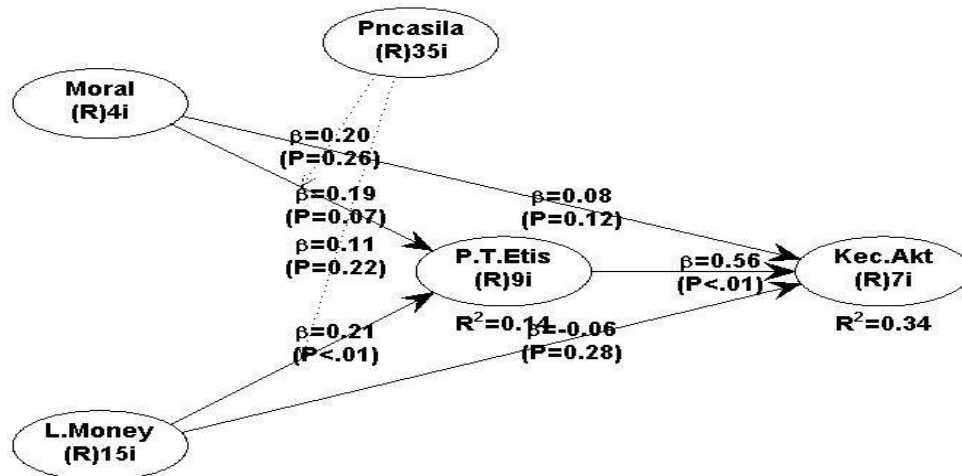 Pncasila
(R)35i
Moral
(R)4i
β=0.20
(P=0.26)
β=0.19
(P=0.07)
β=0.08
(P=0.12)
β=0.11
(P=0.22)
P.T.Etis
(R)9i
β=0.56
(P<.01)
Kec.Akt
(R)7i
R²=0.14
R²=0.34
β=0.21
(P<.01)
β=-0.06
(P=0.28)
L.Money
(R)15i